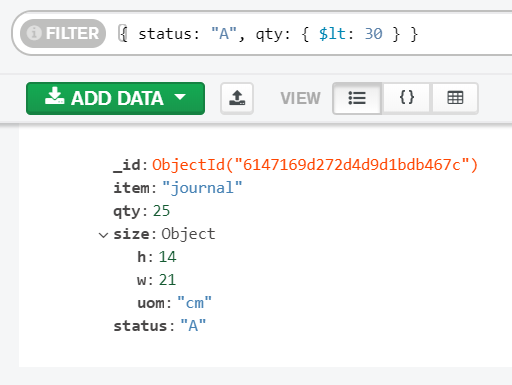 FILTER { status: "A", qty: { $lt: 30 } }
ADD DATA VIEW {}
_id: ObjectId("6147169d272d4d9d1bdb467c")
item: "journal"
qty: 25
size: Object
h: 14
w: 21
uom: "cm"
status: "A"